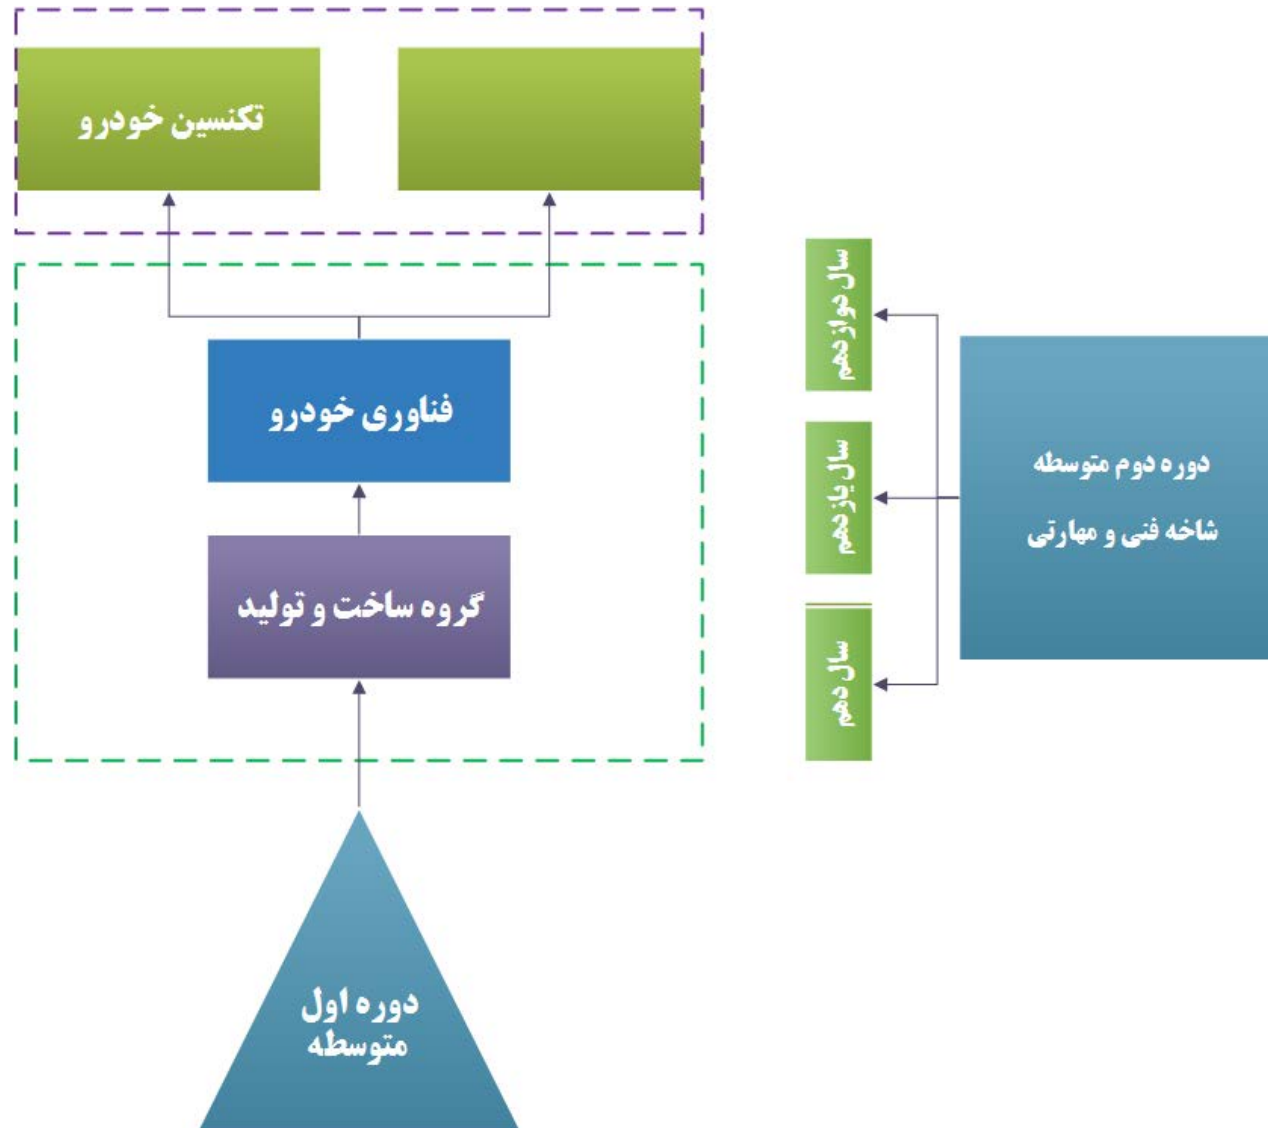 تکنسین خودرو
فناوری خودرو
گروه ساخت و تولید
دوره اول
متوسطه
سال دوازدهم
سال یازدهم
سال دهم
دوره دوم متوسطه
شاخه فنی و مهارتی